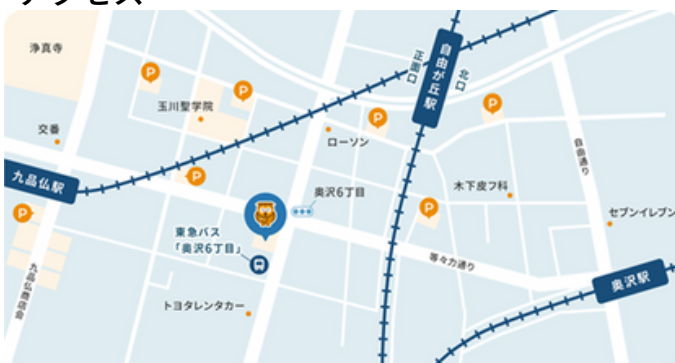 アクセス
浄真寺
P
P
玉川聖学院
交番
九品仏駅
P
P
九品仏商店会
正面口
自由が丘駅
北口
P
P
ローソン
自由通り
奥沢6丁目
木下皮フ科
P
セブンイレブン
東急バス
「奥沢6丁目」
等々力通り
奥沢駅
トヨタレンタカー